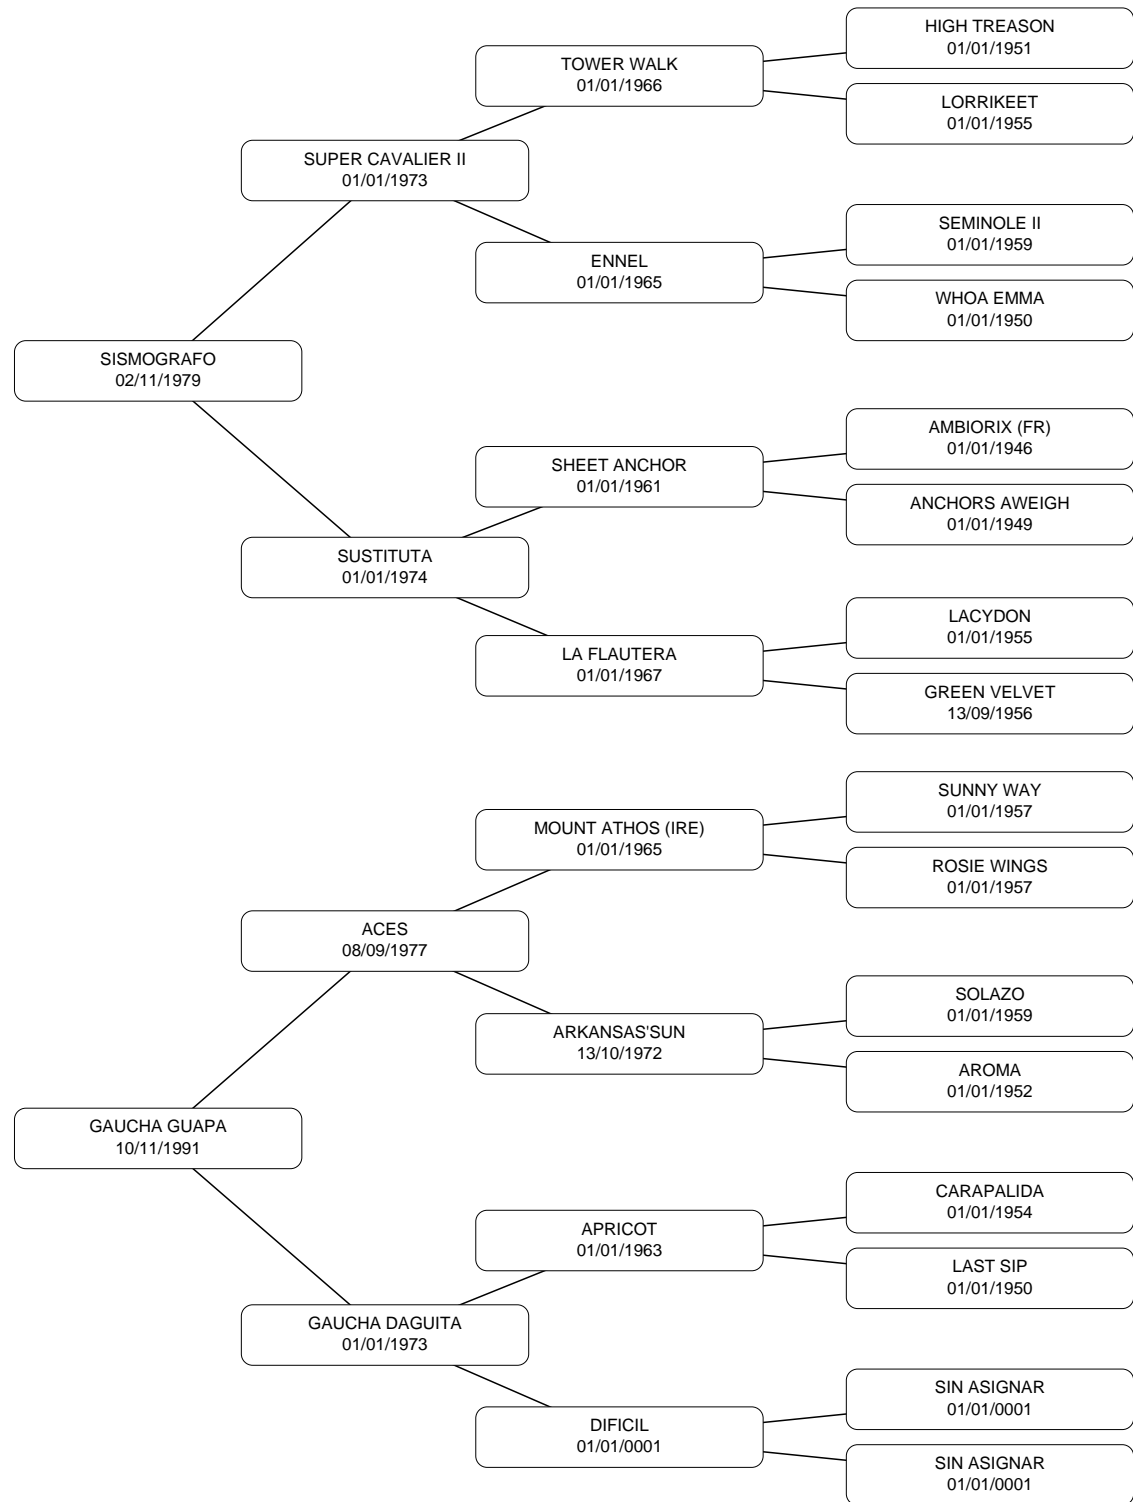 HIGH TREASON
01/01/1951
TOWER WALK
01/01/1966
LORRIKEET
01/01/1955
SUPER CAVALIER II
01/01/1973
SEMINOLE II
01/01/1959
ENNEL
01/01/1965
WHOA EMMA
01/01/1950
SISMOGRAFO
02/11/1979
AMBIORIX (FR)
01/01/1946
SHEET ANCHOR
01/01/1961
ANCHORS AWEIGH
01/01/1949
SUSTITUTA
01/01/1974
LACYDON
01/01/1955
LA FLAUTERA
01/01/1967
GREEN VELVET
13/09/1956
SUNNY WAY
01/01/1957
MOUNT ATHOS (IRE)
01/01/1965
ROSIE WINGS
01/01/1957
ACES
08/09/1977
SOLAZO
01/01/1959
ARKANSAS'SUN
13/10/1972
AROMA
01/01/1952
GAUCHA GUAPA
10/11/1991
CARAPALIDA
01/01/1954
APRICOT
01/01/1963
LAST SIP
01/01/1950
GAUCHA DAGUITA
01/01/1973
SIN ASIGNAR
01/01/0001
DIFICIL
01/01/0001
SIN ASIGNAR
01/01/0001